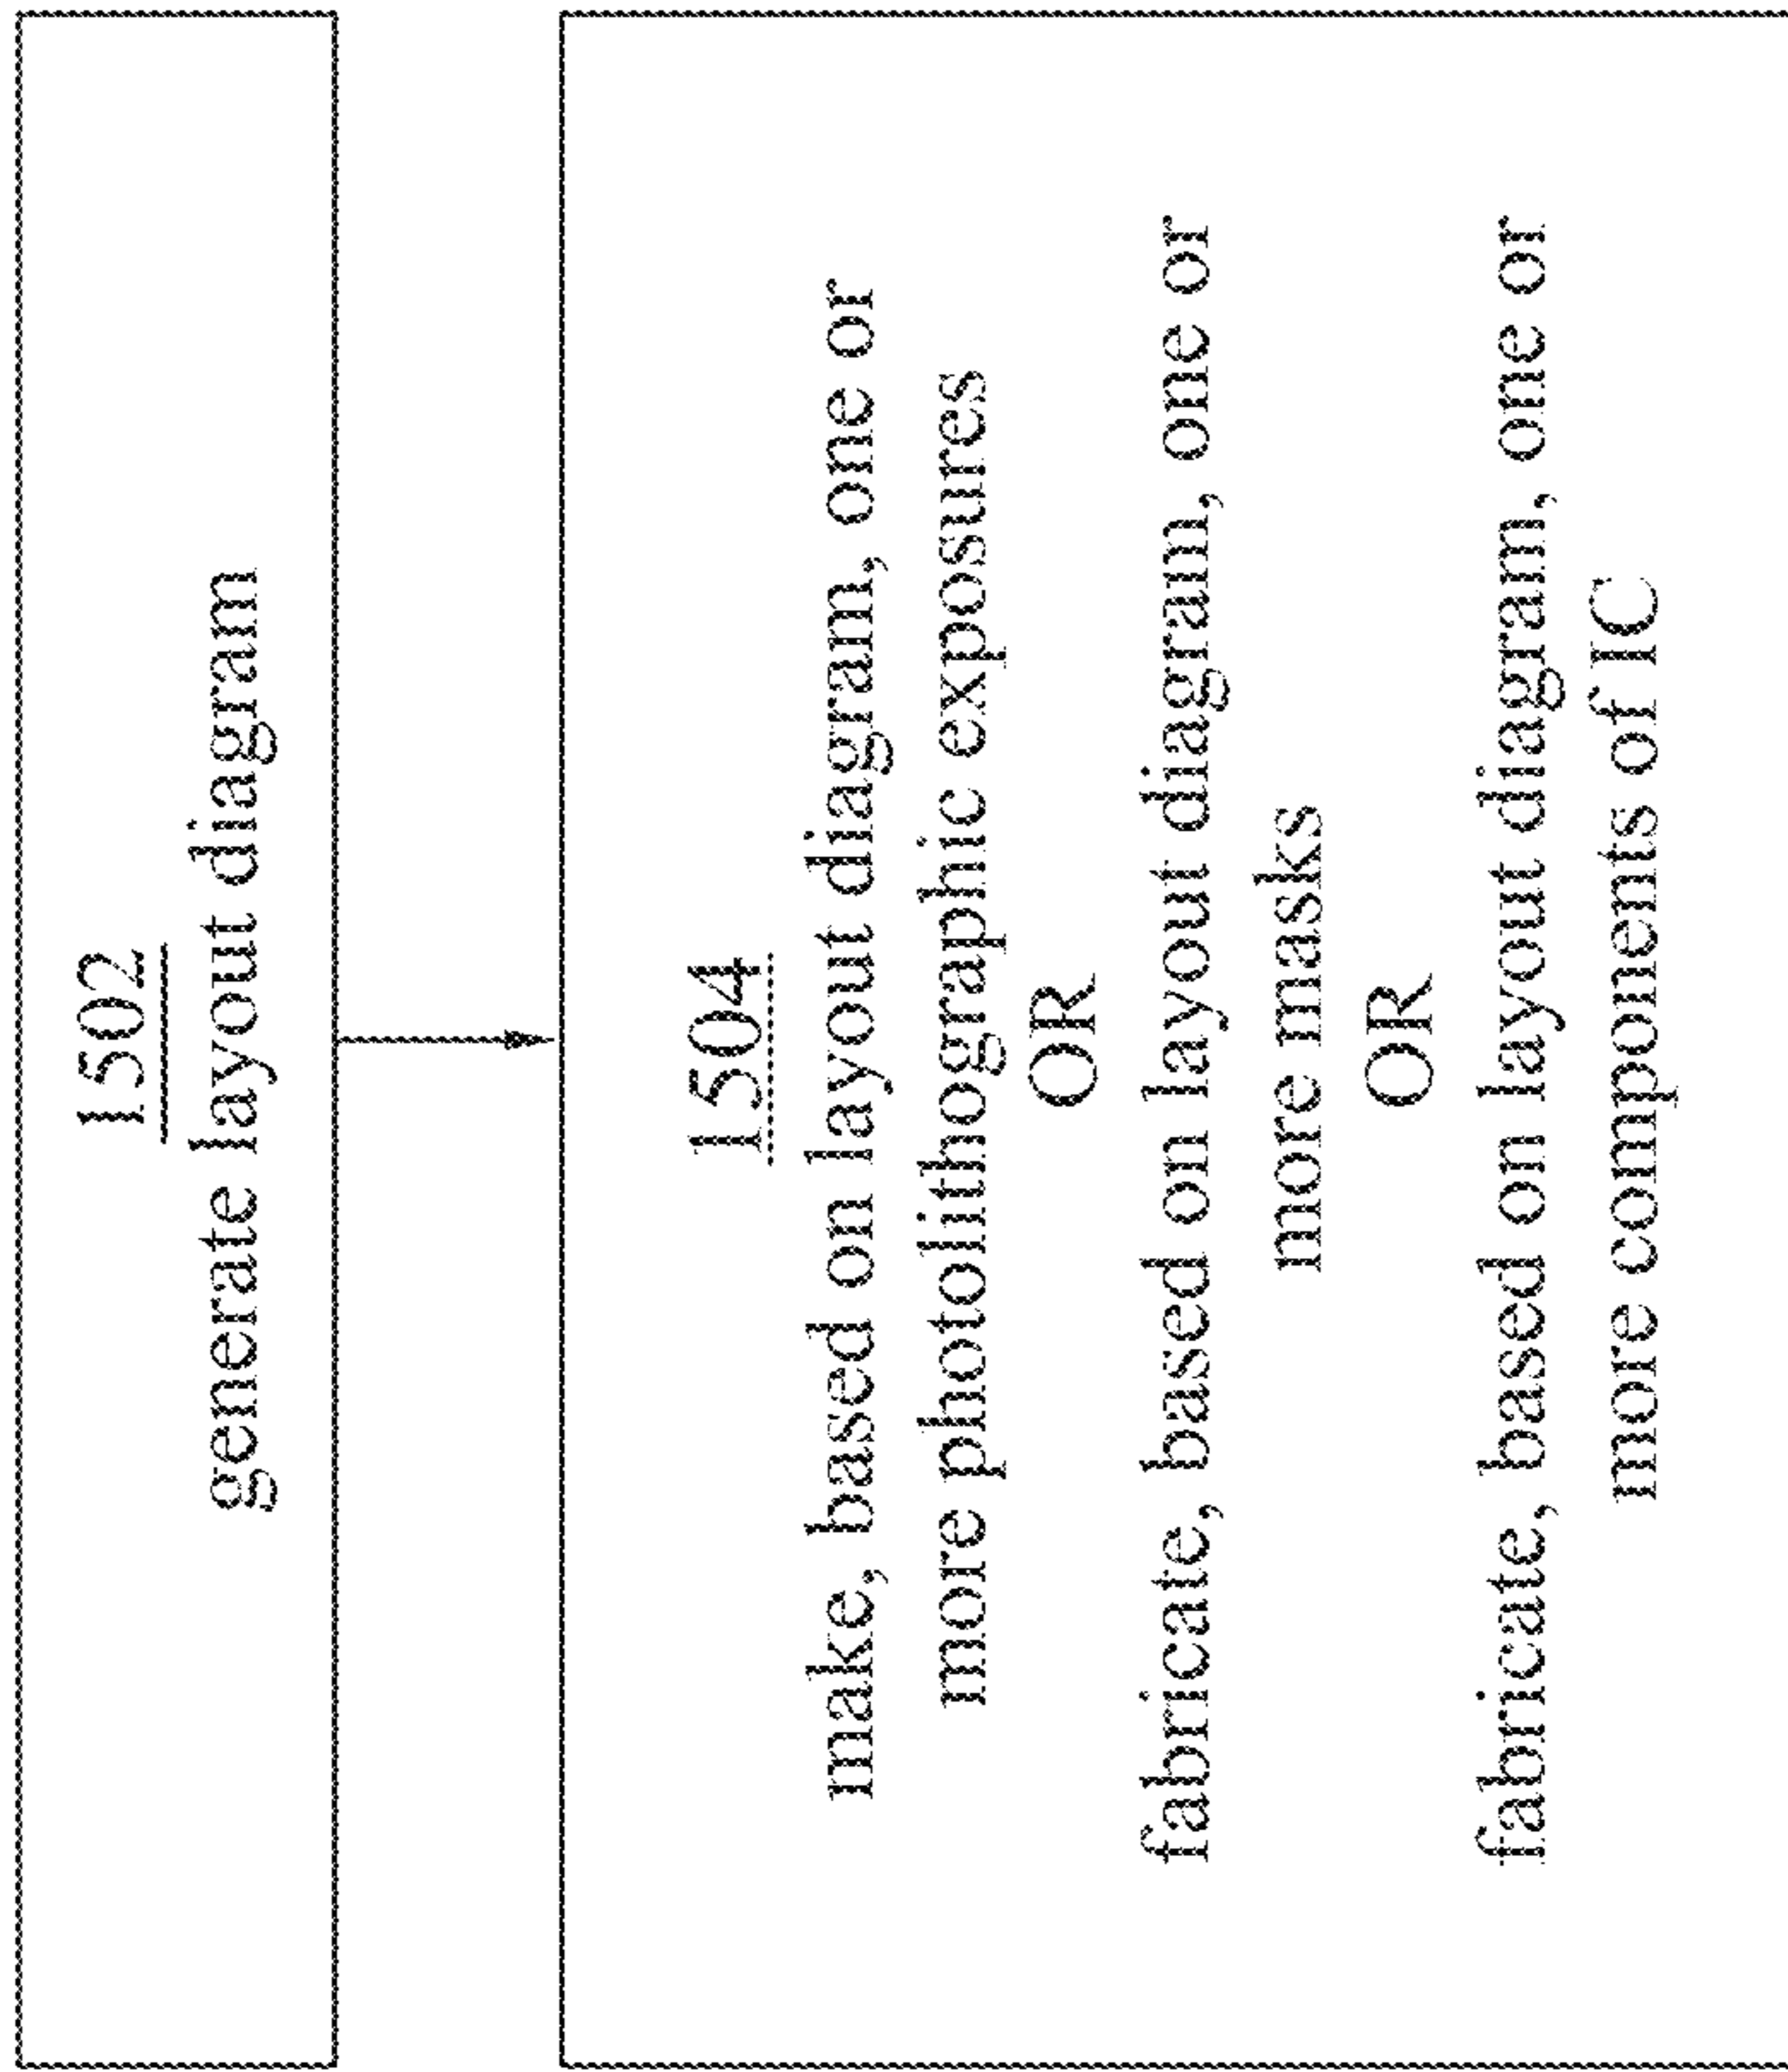 1502
generate layout diagram
1504
make, based on layout diagram, one or
more photolithographic exposures
OR
fabricate, based on layout diagram, one or
more masks
OR
fabricate, based on layout diagram, one or
more components of IC